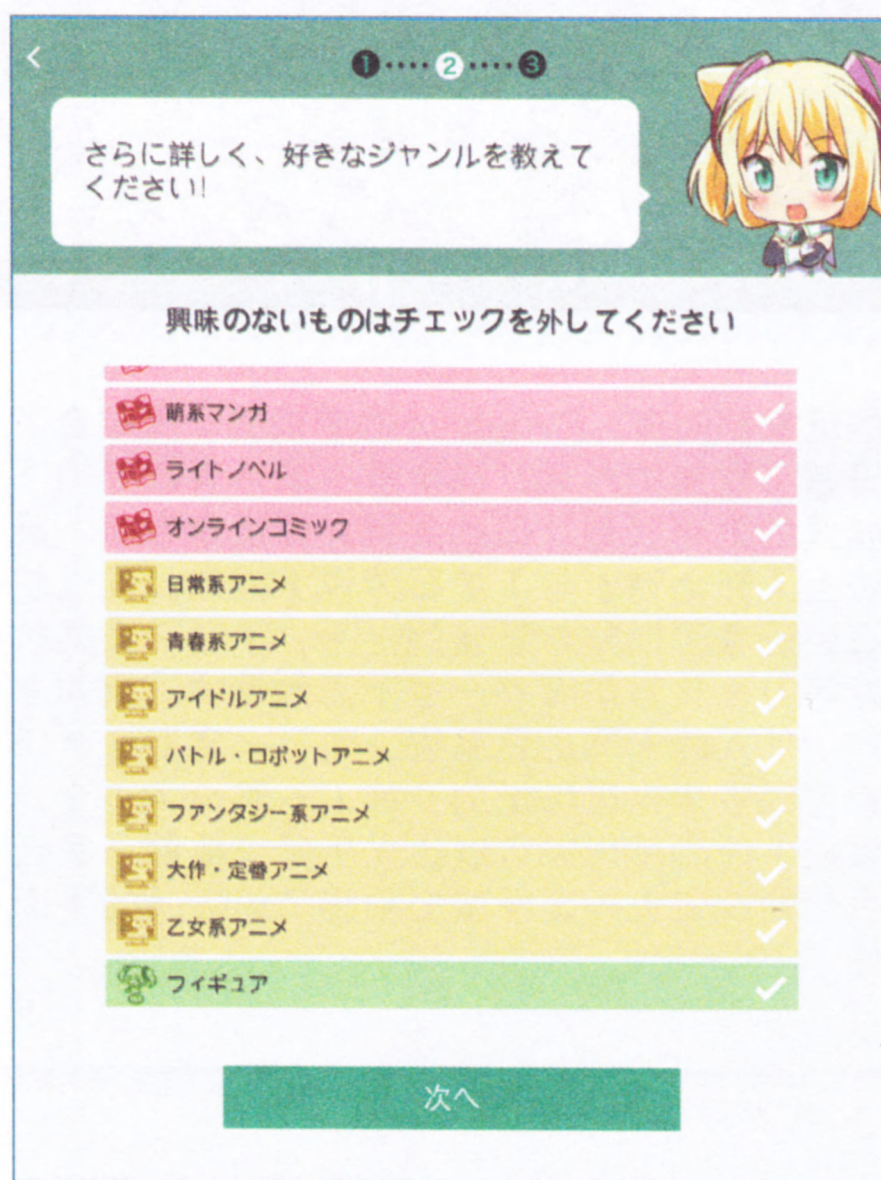 1 ···· 2 ···· 3
さらに詳しく、好きなジャンルを教えて
ください!
興味のないものはチェックを外してください
萌系マンガ
ライトノベル
オンラインコミック
日常系アニメ
青春系アニメ
アイドルアニメ
バトル・ロボットアニメ
ファンタジー系アニメ
大作・定番アニメ
乙女系アニメ
フィギュア
次へ